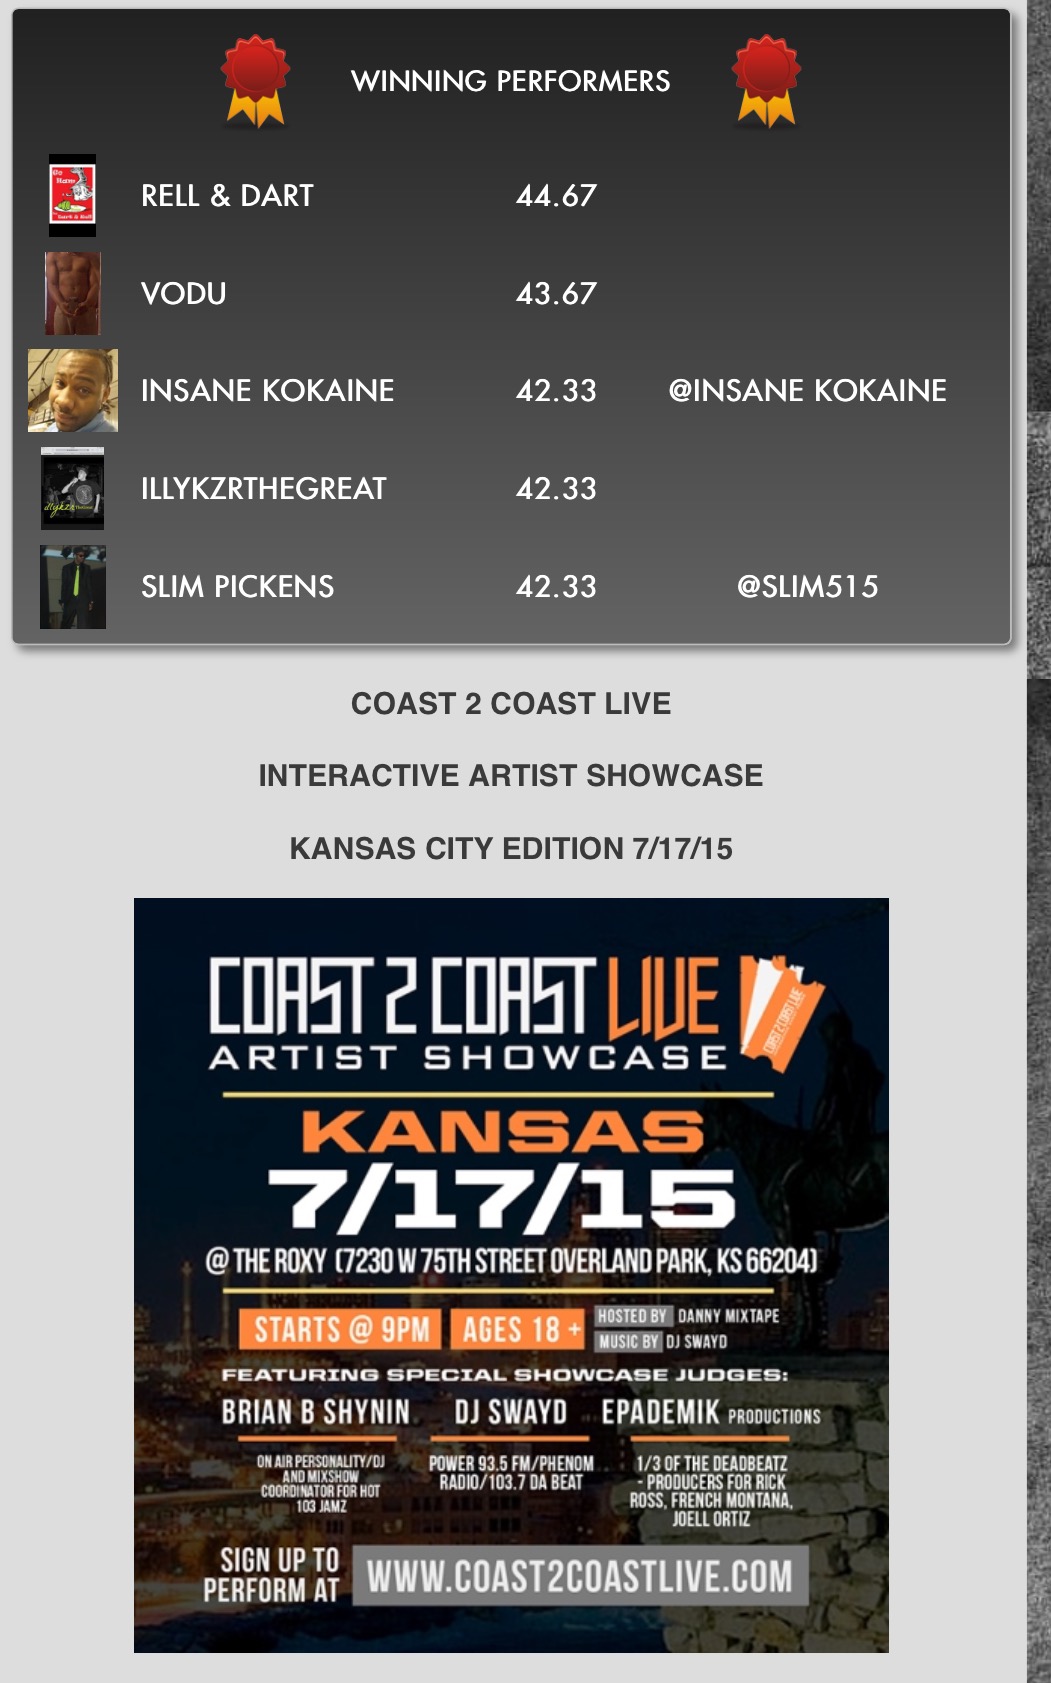 WINNING PERFORMERS
RELL & DART 44.67
VODU 43.67
INSANE KOKAINE 42.33 @INSANE KOKAINE
ILLYKZRTHEGREAT 42.33
SLIM PICKENS 42.33 @SLIM515
COAST 2 COAST LIVE
INTERACTIVE ARTIST SHOWCASE
KANSAS CITY EDITION 7/17/15
COAST 2 COAST LIVE
COAST 2 COAST LIVE
ARTIST SHOWCASE
KANSAS
7/17/15
@ THE ROXY (7230 W 75TH STREET OVERLAND PARK, KS 66204)
STARTS @ 9PM AGES 18 +
HOSTED BY DANNY MIXTAPE
MUSIC BY DJ SWAYD
FEATURING SPECIAL SHOWCASE JUDGES:
BRIAN B SHYNIN
ON AIR PERSONALITY/DJ
AND MIXSHOW
COORDINATOR FOR HOT
103 JAMZ
DJ SWAYD
POWER 93.5 FM/PHENOM
RADIO/103.7 DA BEAT
EPADEMIK PRODUCTIONS
1/3 OF THE DEADBEATZ
- PRODUCERS FOR RICK
ROSS, FRENCH MONTANA,
JOELL ORTIZ
SIGN UP TO
PERFORM AT
WWW.COAST2COASTLIVE.COM